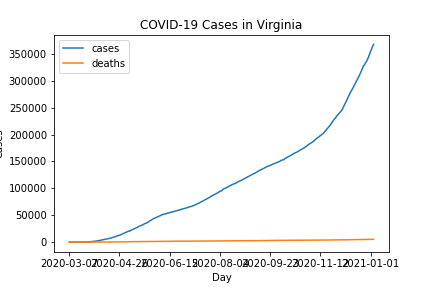 COVID-19 Cases in Virginia
cases
deaths
350000
300000
250000
200000
150000
100000
50000
0
Cases
2020-03-07 2020-04-26 2020-06-15 2020-08-04 2020-09-23 2020-11-12 2021-01-01
Day